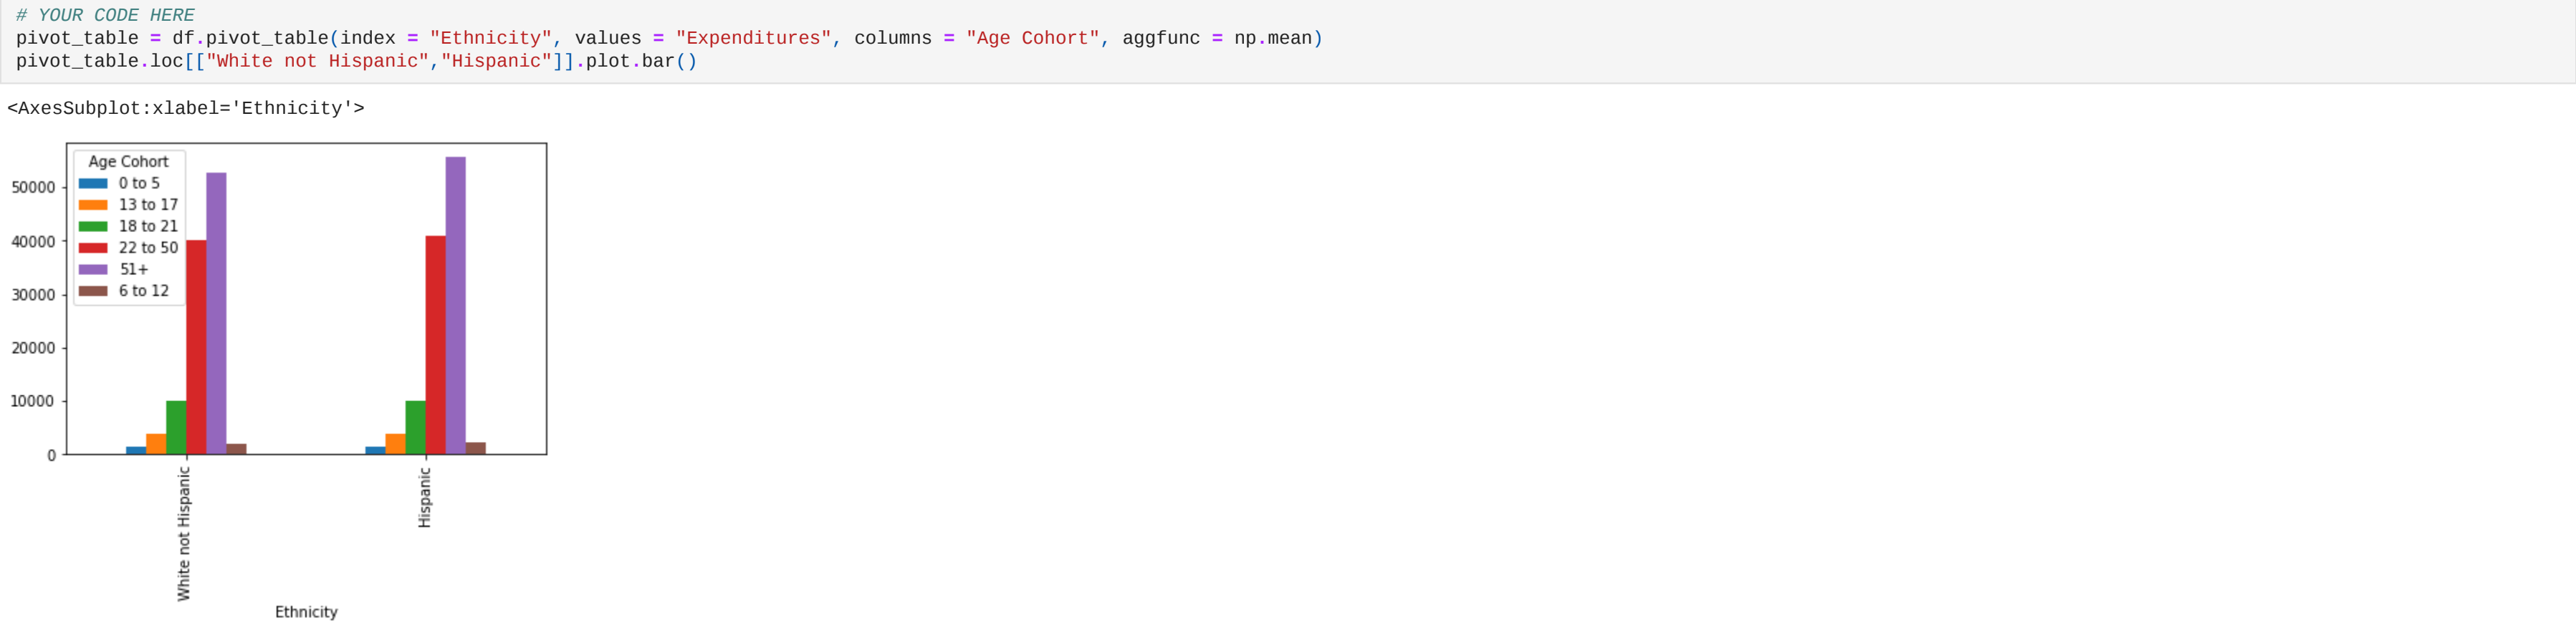 # YOUR CODE HERE
pivot_table = df.pivot_table(index = "Ethnicity", values = "Expenditures", columns = "Age Cohort", aggfunc = np.mean)
pivot_table.loc[["White not Hispanic","Hispanic"]].plot.bar()
<AxesSubplot:xlabel='Ethnicity'>
Age Cohort
0 to 5
13 to 17
18 to 21
22 to 50
51+
6 to 12
50000
40000
30000
20000
10000
0
White not Hispanic
Hispanic
Ethnicity